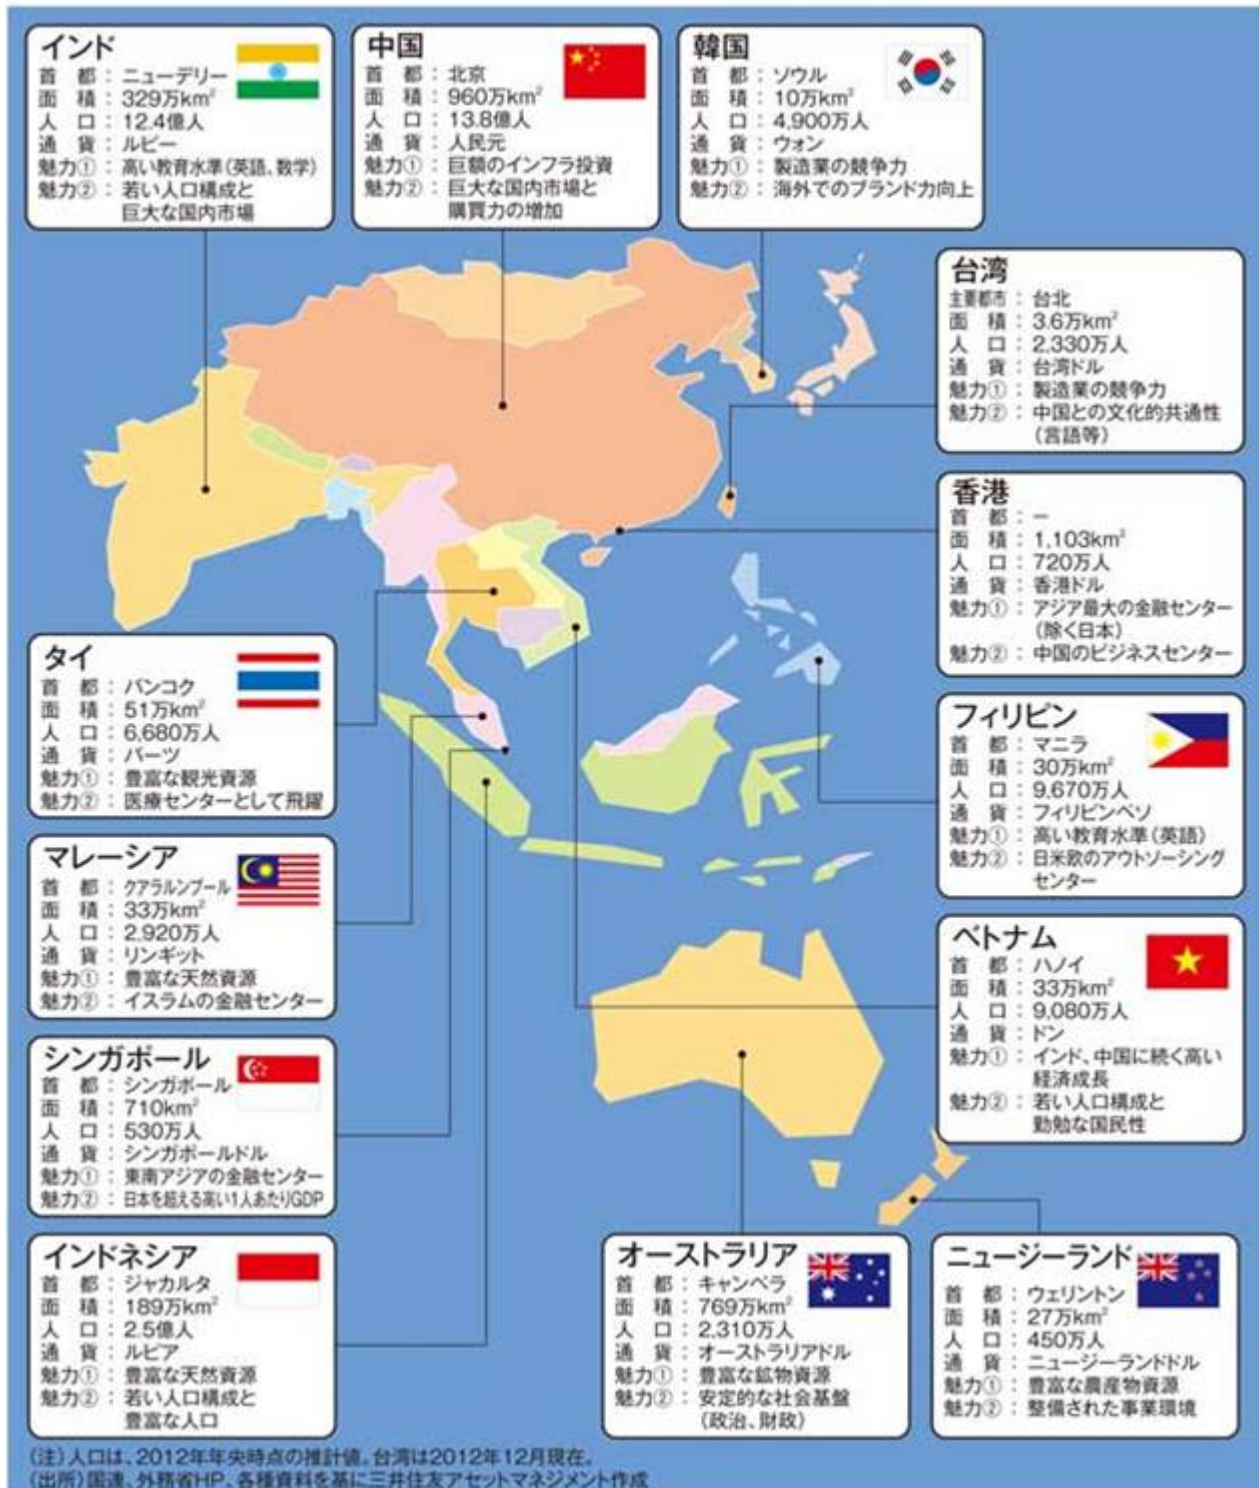 インド
首 都：ニューデリー
面 積：329万km²
人 口：12.4億人
通 貨：ルピー
魅力①：高い教育水準(英語、数学)
魅力②：若い人口構成と
巨大な国内市場
中国
首 都：北京
面 積：960万km²
人 口：13.8億人
通 貨：人民元
魅力①：巨額のインフラ投資
魅力②：巨大な国内市場と
購買力の増加
韓国
首 都：ソウル
面 積：10万km²
人 口：4,900万人
通 貨：ウォン
魅力①：製造業の競争力
魅力②：海外でのブランド力向上
台湾
主要都市：台北
面 積：3.6万km²
人 口：2,330万人
通 貨：台湾ドル
魅力①：製造業の競争力
魅力②：中国との文化的共通性
(言語等)
香港
首 都：－
面 積：1,103km²
人 口：720万人
通 貨：香港ドル
魅力①：アジア最大の金融センター
(除く日本)
魅力②：中国のビジネスセンター
タイ
首 都：バンコク
面 積：51万km²
人 口：6,680万人
通 貨：バーツ
魅力①：豊富な観光資源
魅力②：医療センターとして飛躍
フィリピン
首 都：マニラ
面 積：30万km²
人 口：9,670万人
通 貨：フィリピンペソ
魅力①：高い教育水準(英語)
魅力②：日米欧のアウトソーシング
センター
マレーシア
首 都：クアラルンプール
面 積：33万km²
人 口：2,920万人
通 貨：リンギット
魅力①：豊富な天然資源
魅力②：イスラムの金融センター
ベトナム
首 都：ハノイ
面 積：33万km²
人 口：9,080万人
通 貨：ドン
魅力①：インド、中国に続く高い
経済成長
魅力②：若い人口構成と
勤勉な国民性
シンガポール
首 都：シンガポール
面 積：710km²
人 口：530万人
通 貨：シンガポールドル
魅力①：東南アジアの金融センター
魅力②：日本を超える高い1人あたりGDP
インドネシア
首 都：ジャカルタ
面 積：189万km²
人 口：2.5億人
通 貨：ルピア
魅力①：豊富な天然資源
魅力②：若い人口構成と
豊富な人口
オーストラリア
首 都：キャンベラ
面 積：769万km²
人 口：2,310万人
通 貨：オーストラリアドル
魅力①：豊富な鉱物資源
魅力②：安定的な社会基盤
(政治、財政)
ニュージーランド
首 都：ウェリントン
面 積：27万km²
人 口：450万人
通 貨：ニュージーランドドル
魅力①：豊富な農産物資源
魅力②：整備された事業環境
(注)人口は、2012年年央時点の推計値。台湾は2012年12月現在。
(出所)国連、外務省HP、各種資料を基に三井住友アセットマネジメント作成